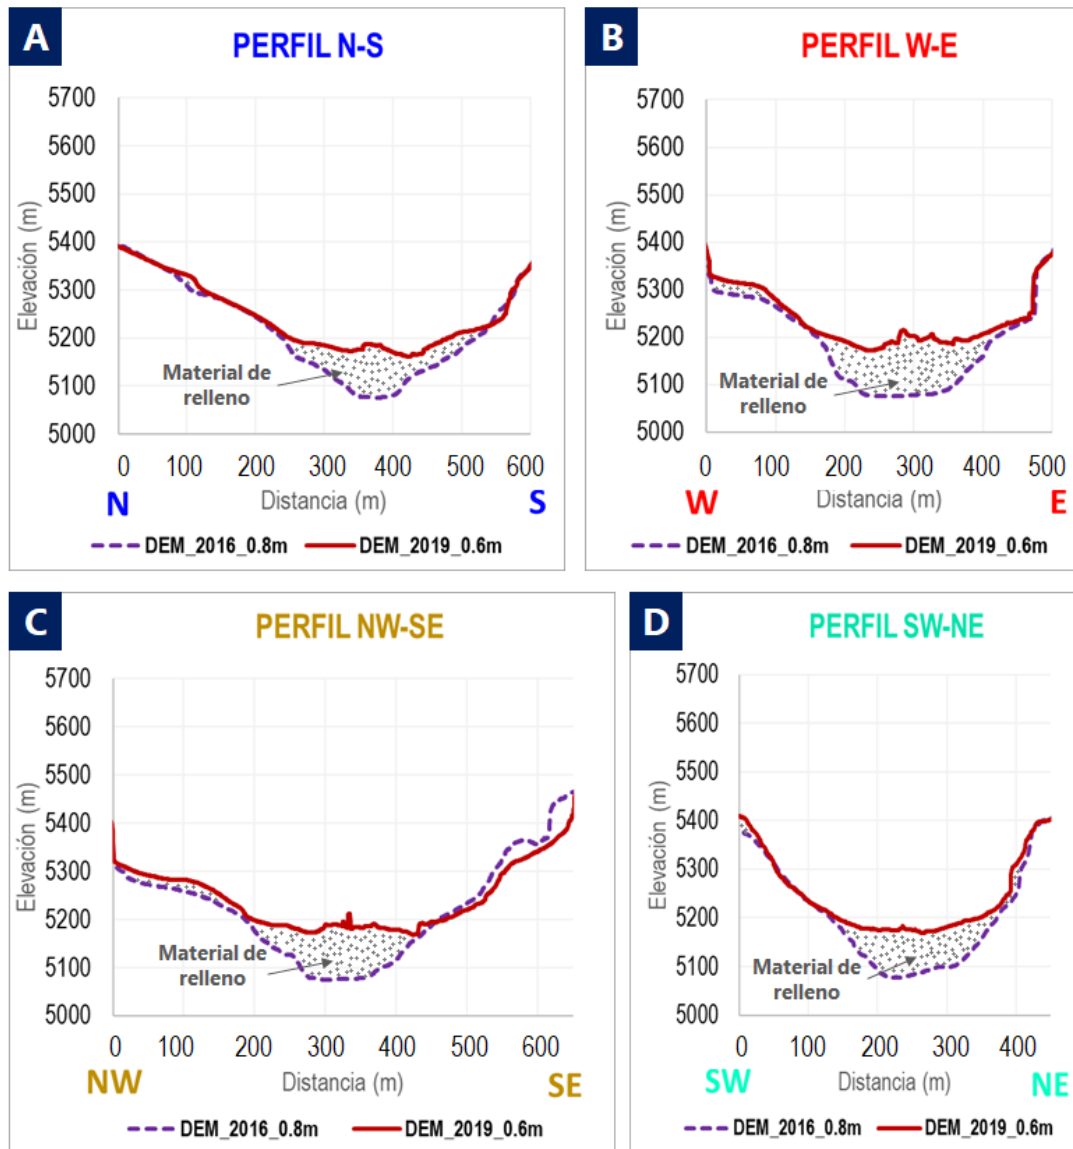 A
PERFIL N-S
5700
5600
5500
5400
5300
5200
5100
5000
Elevación (m)
Material de
relleno
0 100 200 300 400 500 600
N Distancia (m) S
DEM_2016_0.8m DEM_2019_0.6m
B
PERFIL W-E
5700
5600
5500
5400
5300
5200
5100
5000
Elevación (m)
Material de
relleno
0 100 200 300 400 500
W Distancia (m) E
DEM_2016_0.8m DEM_2019_0.6m
C
PERFIL NW-SE
5700
5600
5500
5400
5300
5200
5100
5000
Elevación (m)
Material de
relleno
0 100 200 300 400 500 600
NW Distancia (m) SE
DEM_2016_0.8m DEM_2019_0.6m
D
PERFIL SW-NE
5700
5600
5500
5400
5300
5200
5100
5000
Elevación (m)
Material de
relleno
0 100 200 300 400
SW Distancia (m) NE
DEM_2016_0.8m DEM_2019_0.6m